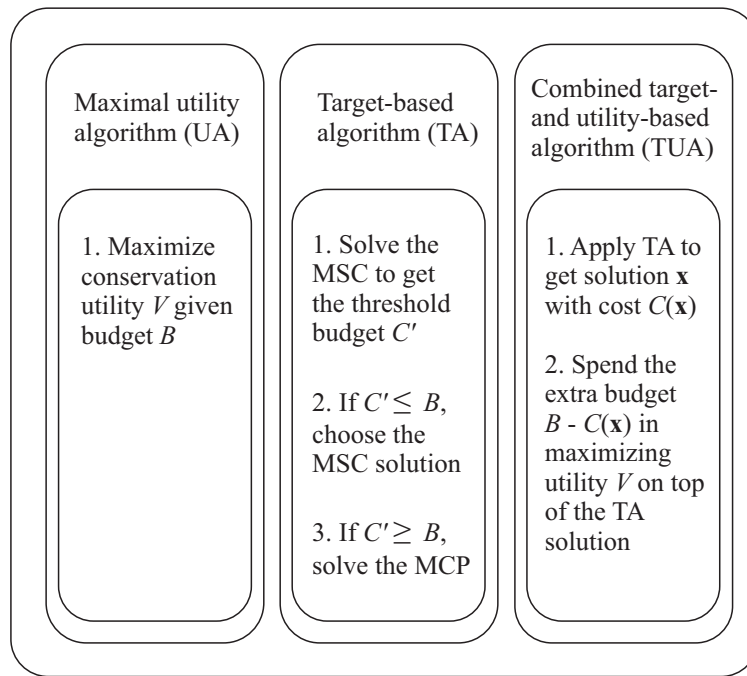 Maximal utility
algorithm (UA)
1. Maximize
conservation
utility V given
budget B
Target-based
algorithm (TA)
1. Solve the
MSC to get
the threshold
budget C'
2. If C' ≤ B,
choose the
MSC solution
3. If C' ≥ B,
solve the MCP
Combined target-
and utility-based
algorithm (TUA)
1. Apply TA to
get solution x
with cost C(x)
2. Spend the
extra budget
B - C(x) in
maximizing
utility V on top
of the TA
solution